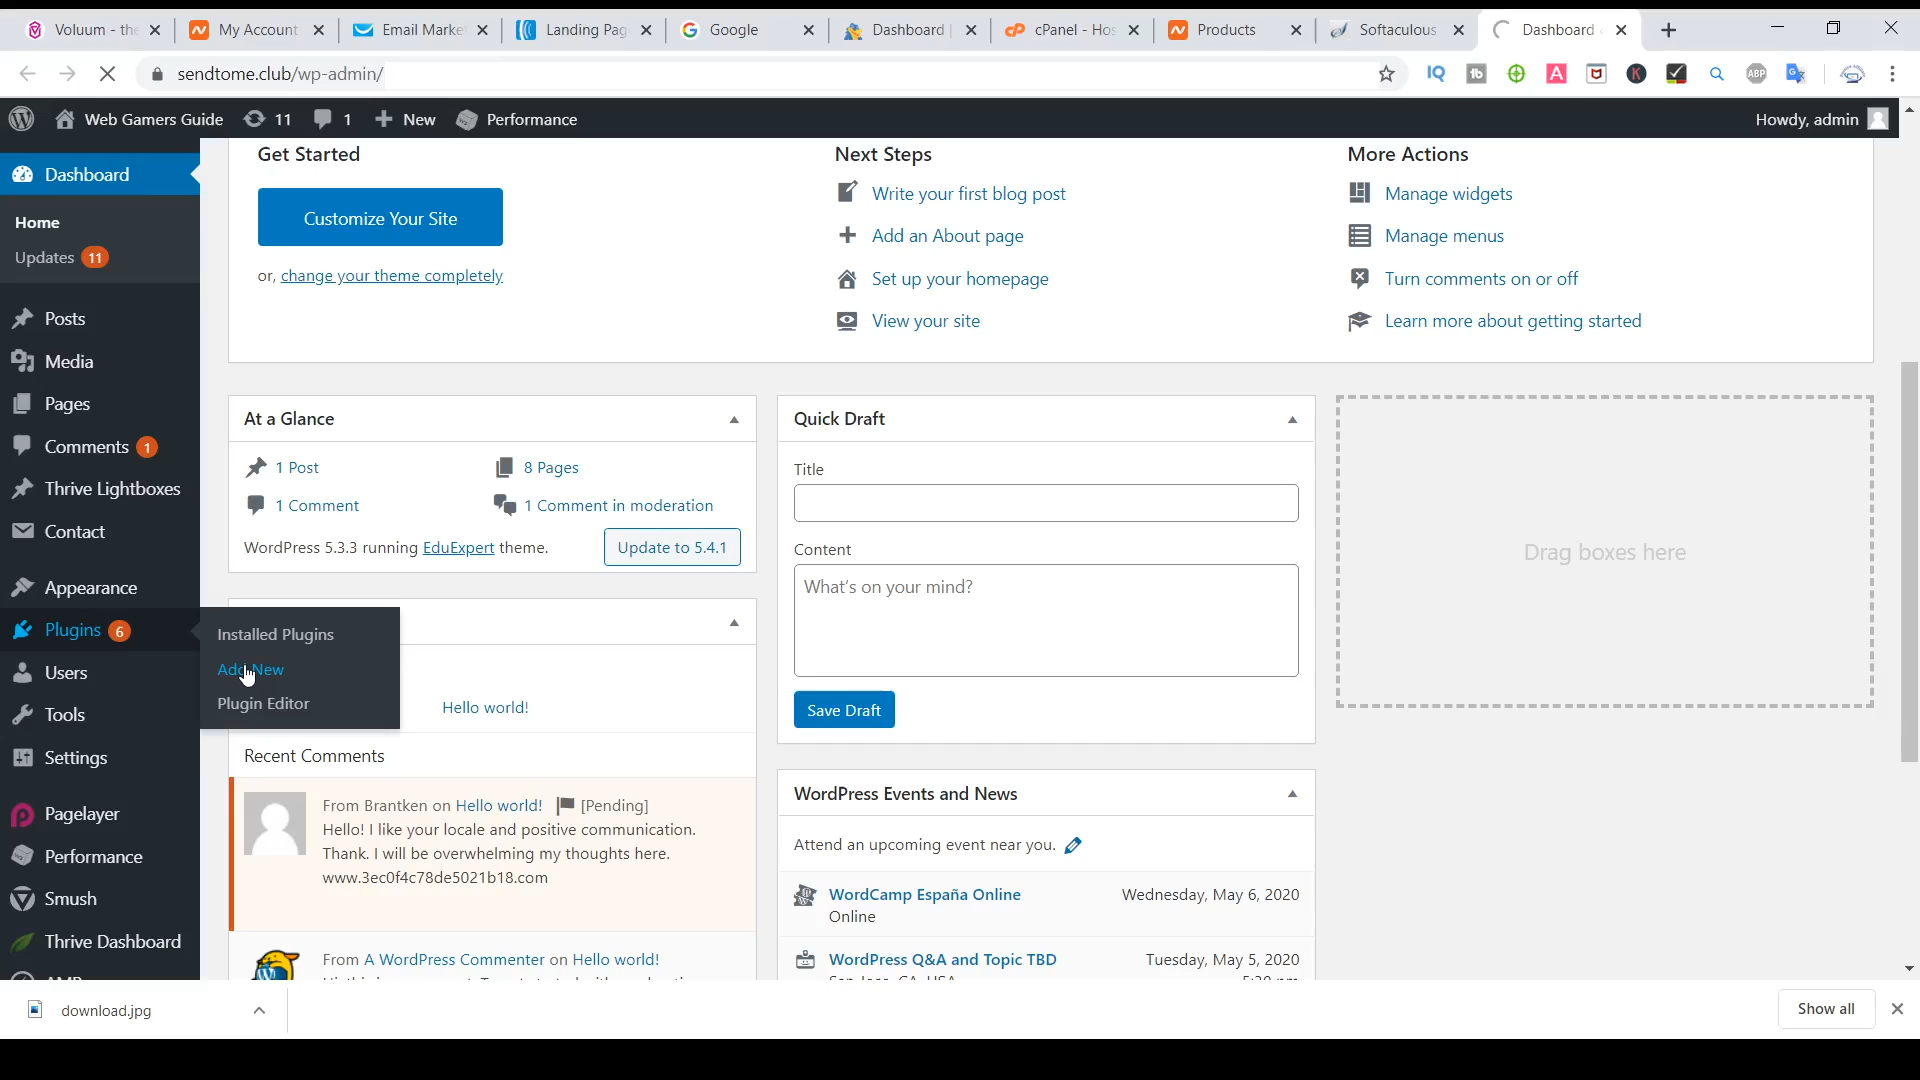 Voluum - the
My Account
Email Marke
Landing Pag
Google
Dashboard
cPanel - Hos
Products
Softaculous
Dashboard
sendtome.club/wp-admin/
Web Gamers Guide
11
1
New
Performance
Howdy, admin
Dashboard
Home
Updates 11
Posts
Media
Pages
Comments 1
Thrive Lightboxes
Contact
Appearance
Plugins 6
Users
Tools
Settings
Pagelayer
Performance
Smush
Thrive Dashboard
Installed Plugins
Add New
Plugin Editor
Get Started
Customize Your Site
or, change your theme completely
Next Steps
Write your first blog post
Add an About page
Set up your homepage
View your site
More Actions
Manage widgets
Manage menus
Turn comments on or off
Learn more about getting started
At a Glance
1 Post
8 Pages
1 Comment
1 Comment in moderation
WordPress 5.3.3 running EduExpert theme.
Update to 5.4.1
Hello world!
Recent Comments
From Brantken on Hello world! [Pending]
Hello! I like your locale and positive communication.
Thank. I will be overwhelming my thoughts here.
www.3ec0f4c78de5021b18.com
From A WordPress Commenter on Hello world!
Quick Draft
Title
Content
What's on your mind?
Save Draft
WordPress Events and News
Attend an upcoming event near you.
WordCamp España Online
Online
Wednesday, May 6, 2020
WordPress Q&A and Topic TBD
Tuesday, May 5, 2020
Drag boxes here
download.jpg
Show all